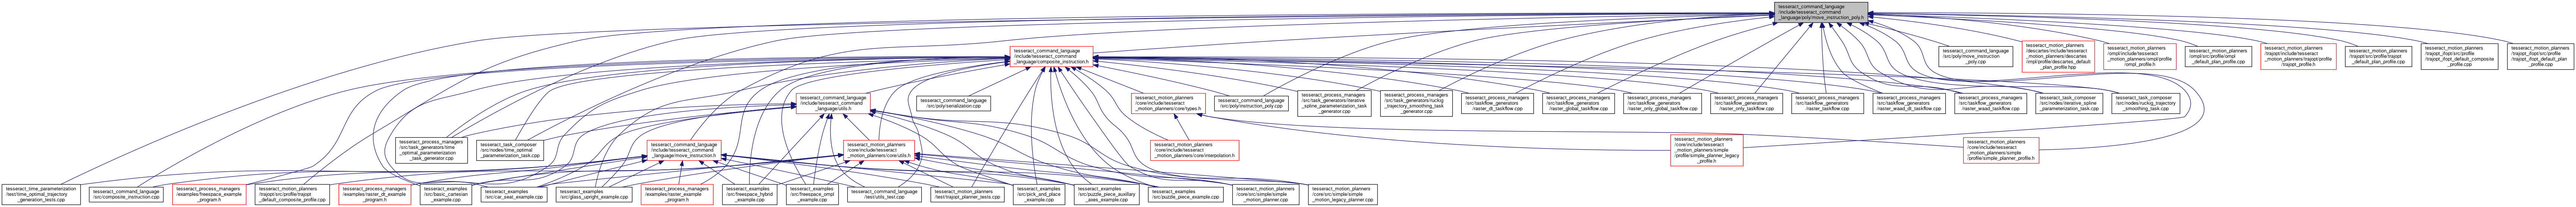 tesseract_command_language
/include/tesseract_command
_language/poly/move_instruction_poly.h
tesseract_command_language
/include/tesseract_command
_language/composite_instruction.h
tesseract_command_language
/src/poly/move_instruction
_poly.cpp
tesseract_motion_planners
/descartes/include/tesseract
_motion_planners/descartes
/impl/profile/descartes_default
_plan_profile.hpp
tesseract_motion_planners
/ompl/include/tesseract
_motion_planners/ompl/profile
/ompl_profile.h
tesseract_motion_planners
/ompl/src/profile/ompl
_default_plan_profile.cpp
tesseract_motion_planners
/trajopt/include/tesseract
_motion_planners/trajopt/profile
/trajopt_profile.h
tesseract_motion_planners
/trajopt/src/profile/trajopt
_default_plan_profile.cpp
tesseract_motion_planners
/trajopt_ifopt/src/profile
/trajopt_ifopt_default_composite
_profile.cpp
tesseract_motion_planners
/trajopt_ifopt/src/profile
/trajopt_ifopt_default_plan
_profile.cpp
tesseract_command_language
/include/tesseract_command
_language/utils.h
tesseract_command_language
/src/poly/serialization.cpp
tesseract_motion_planners
/core/include/tesseract
_motion_planners/core/types.h
tesseract_command_language
/src/poly/instruction_poly.cpp
tesseract_process_managers
/src/task_generators/iterative
_spline_parameterization_task
_generator.cpp
tesseract_process_managers
/src/task_generators/ruckig
_trajectory_smoothing_task
_generator.cpp
tesseract_process_managers
/src/taskflow_generators
/raster_dt_taskflow.cpp
tesseract_process_managers
/src/taskflow_generators
/raster_global_taskflow.cpp
tesseract_process_managers
/src/taskflow_generators
/raster_only_global_taskflow.cpp
tesseract_process_managers
/src/taskflow_generators
/raster_only_taskflow.cpp
tesseract_process_managers
/src/taskflow_generators
/raster_taskflow.cpp
tesseract_process_managers
/src/taskflow_generators
/raster_waad_dt_taskflow.cpp
tesseract_process_managers
/src/taskflow_generators
/raster_waad_taskflow.cpp
tesseract_task_composer
/src/nodes/iterative_spline
_parameterization_task.cpp
tesseract_task_composer
/src/nodes/ruckig_trajectory
_smoothing_task.cpp
tesseract_process_managers
/src/task_generators/time
_optimal_parameterization
_task_generator.cpp
tesseract_task_composer
/src/nodes/time_optimal
_parameterization_task.cpp
tesseract_command_language
/include/tesseract_command
_language/move_instruction.h
tesseract_motion_planners
/core/include/tesseract
_motion_planners/core/utils.h
tesseract_motion_planners
/core/include/tesseract
_motion_planners/core/interpolation.h
tesseract_motion_planners
/core/include/tesseract
_motion_planners/simple
/profile/simple_planner_legacy
_profile.h
tesseract_motion_planners
/core/include/tesseract
_motion_planners/simple
/profile/simple_planner_profile.h
tesseract_time_parameterization
/test/time_optimal_trajectory
_generation_tests.cpp
tesseract_command_language
/src/composite_instruction.cpp
tesseract_process_managers
/examples/freespace_example
_program.h
tesseract_motion_planners
/trajopt/src/profile/trajopt
_default_composite_profile.cpp
tesseract_process_managers
/examples/raster_dt_example
_program.h
tesseract_examples
/src/basic_cartesian
_example.cpp
tesseract_examples
/src/car_seat_example.cpp
tesseract_examples
/src/glass_upright_example.cpp
tesseract_process_managers
/examples/raster_example
_program.h
tesseract_examples
/src/freespace_hybrid
_example.cpp
tesseract_examples
/src/freespace_ompl
_example.cpp
tesseract_command_language
/test/utils_test.cpp
tesseract_motion_planners
/test/trajopt_planner_tests.cpp
tesseract_examples
/src/pick_and_place
_example.cpp
tesseract_examples
/src/puzzle_piece_auxillary
_axes_example.cpp
tesseract_examples
/src/puzzle_piece_example.cpp
tesseract_motion_planners
/core/src/simple/simple
_motion_planner.cpp
tesseract_motion_planners
/core/src/simple/simple
_motion_legacy_planner.cpp